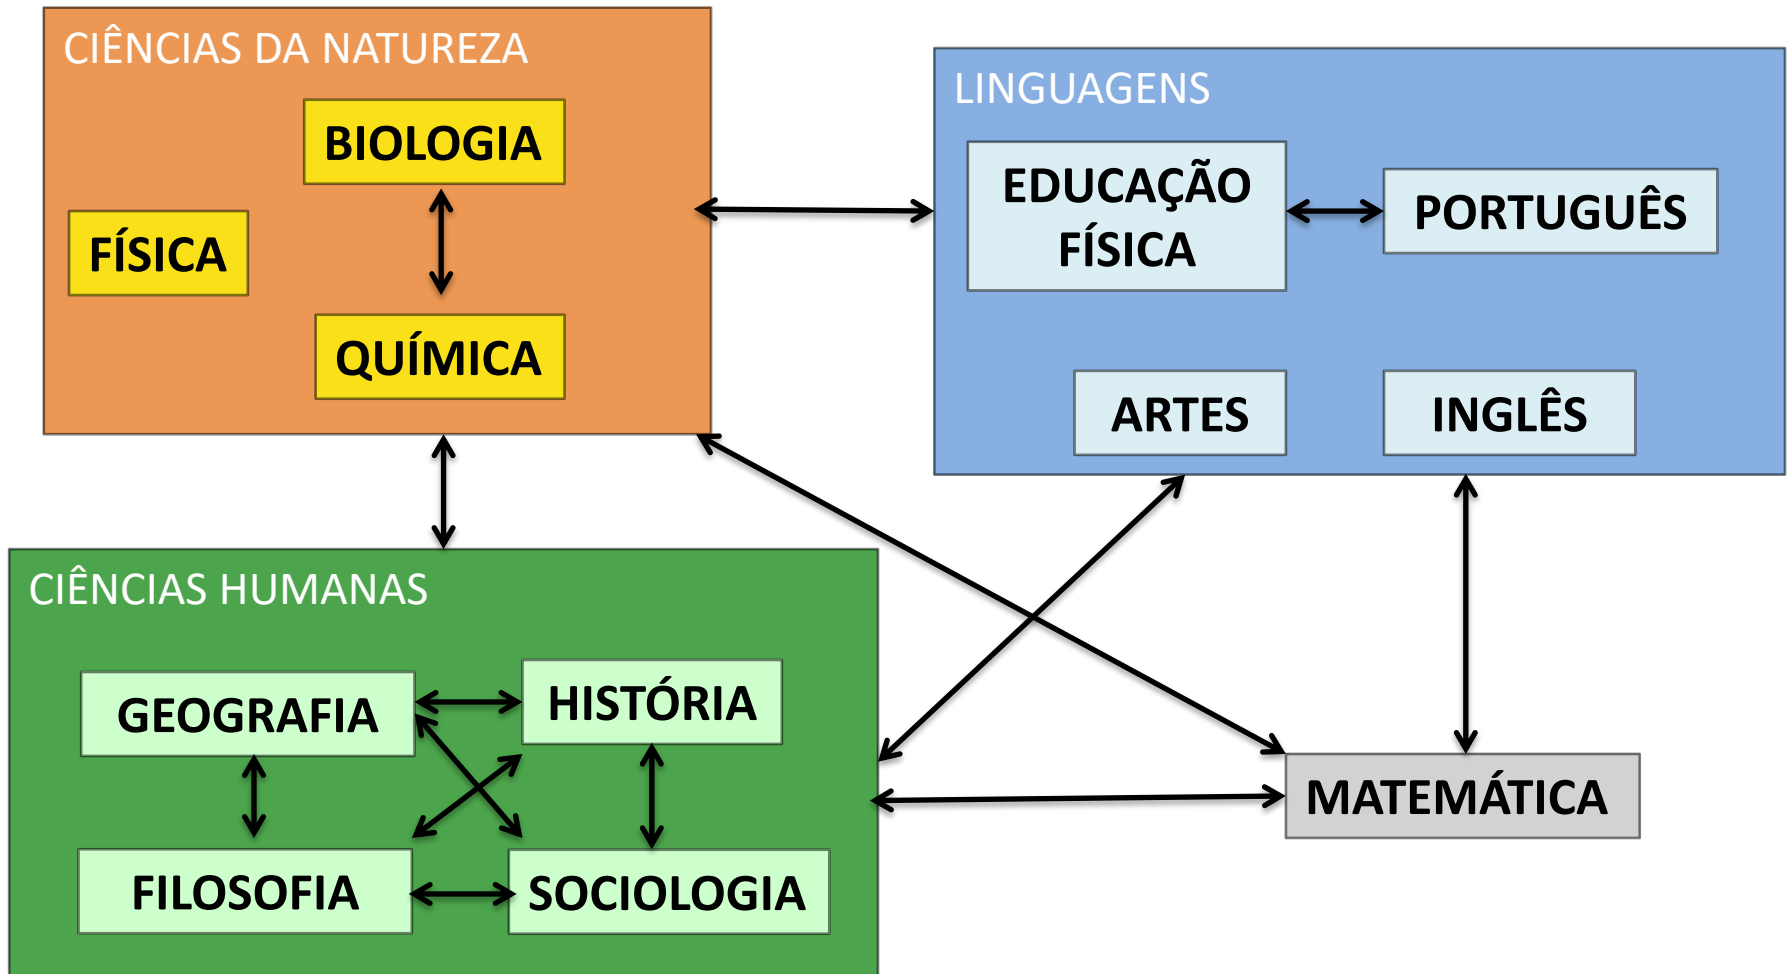 CIÊNCIAS DA NATUREZA
BIOLOGIA
FÍSICA
QUÍMICA
LINGUAGENS
EDUCAÇÃO
FÍSICA
PORTUGUÊS
ARTES
INGLÊS
CIÊNCIAS HUMANAS
GEOGRAFIA
HISTÓRIA
FILOSOFIA
SOCIOLOGIA
MATEMÁTICA